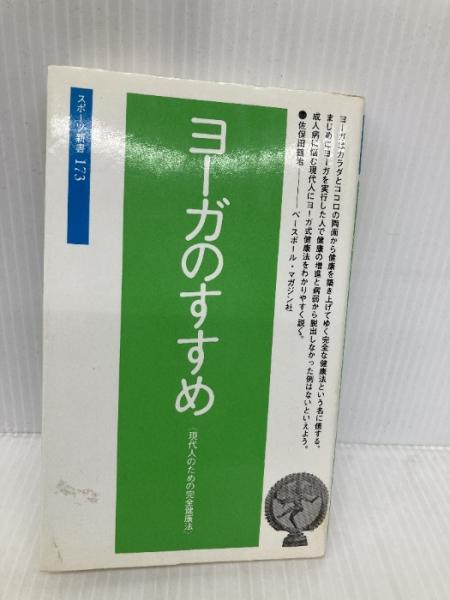 ヨーガはカラダとココロの両面から健康を築き上げてゆく完全な健康法という名に値する。
まじめにヨーガを実行した人で健康の増進と病弱から脱出しなかった例はないといえよう。
成人病に悩む現代人にヨーガ式健康法をわかりやすく説く。
●佐保田鶴治────ベースボール・マガジン社
ヨーガのすすめ
〈現代人のための完全健康法〉
スポーツ新書 173